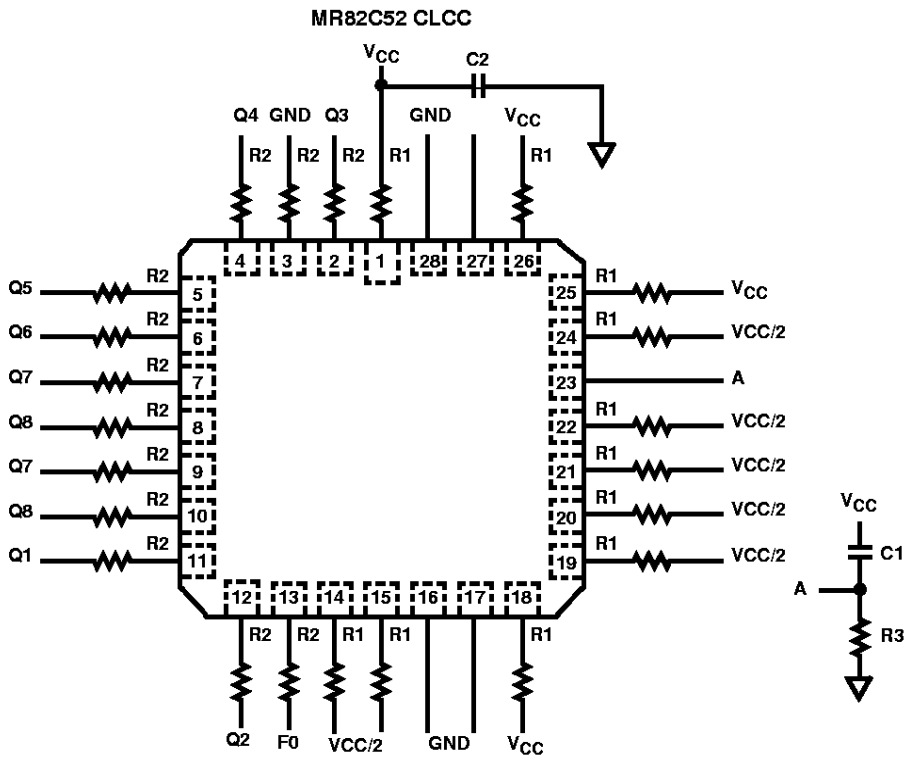 MR82C52 CLCC
VCC
C2
Q4 GND Q3 GND VCC
R2 R2 R2 R1 R1
4 3 2 1 28 27 26
Q5 R2 5 25 R1 VCC
Q6 R2 6 24 R1 VCC/2
Q7 R2 7 23 A
Q8 R2 8 22 R1 VCC/2
Q7 R2 9 21 R1 VCC/2
Q8 R2 10 20 R1 VCC/2
Q1 R2 11 19 R1 VCC/2
12 13 14 15 16 17 18
R2 R2 R1 R1 R1
Q2 F0 VCC/2 GND VCC
VCC
C1
A
R3